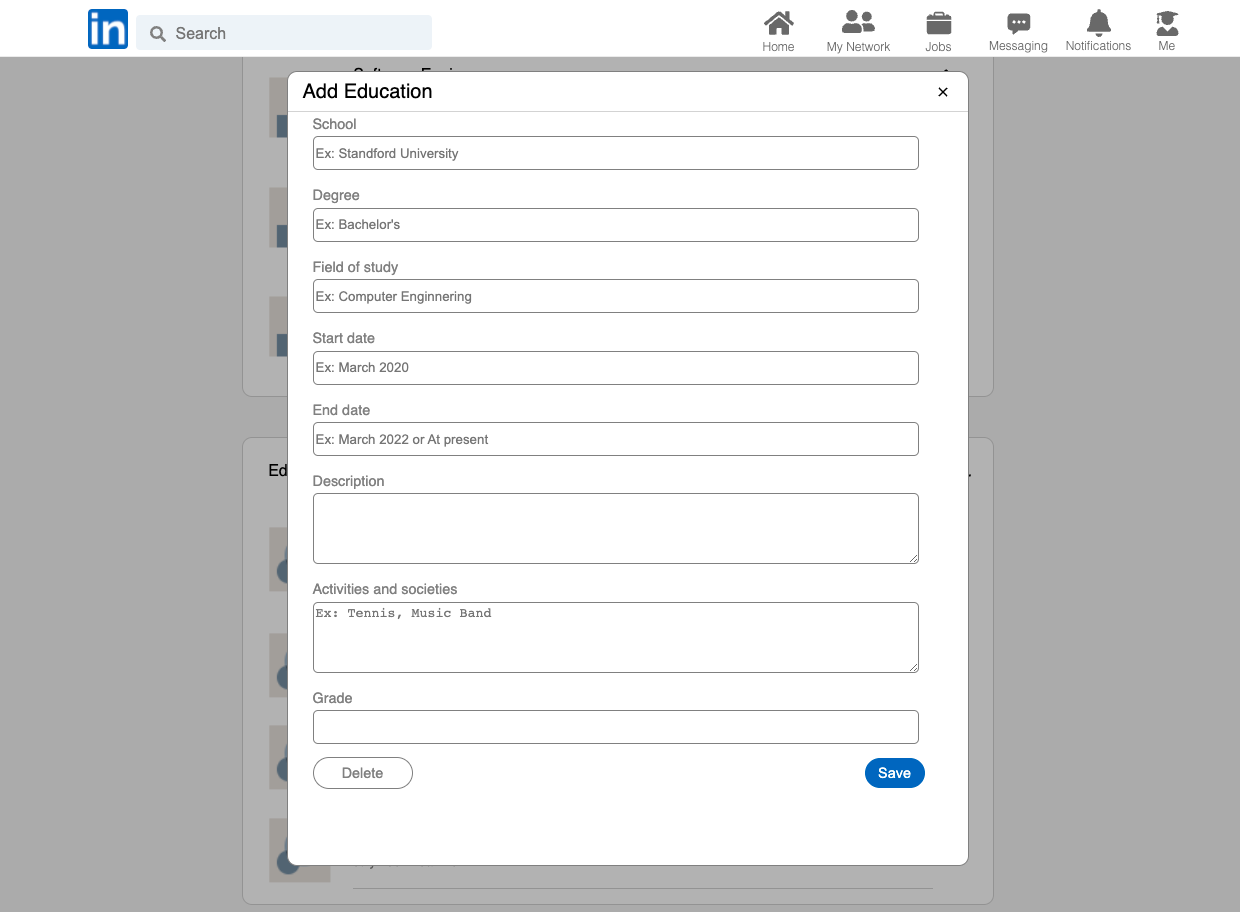 in
Search
Home
My Network
Jobs
Messaging
Notifications
Me
Add Education
×
School
Ex: Standford University
Degree
Ex: Bachelor's
Field of study
Ex: Computer Enginnering
Start date
Ex: March 2020
End date
Ex: March 2022 or At present
Ed
Description
Activities and societies
Ex: Tennis, Music Band
Grade
Delete
Save